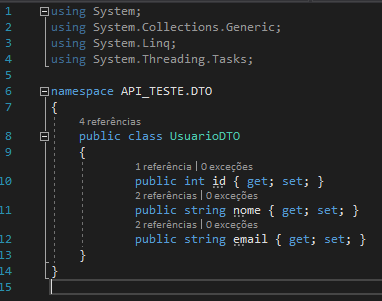 1 using System;
2 using System.Collections.Generic;
3 using System.Linq;
4 using System.Threading.Tasks;
5
6 namespace API_TESTE.DTO
7 {
4 referências
8 public class UsuarioDTO
9 {
1 referência | 0 exceções
10 public int id { get; set; }
2 referências | 0 exceções
11 public string nome { get; set; }
2 referências | 0 exceções
12 public string email { get; set; }
13 }
14 }
15